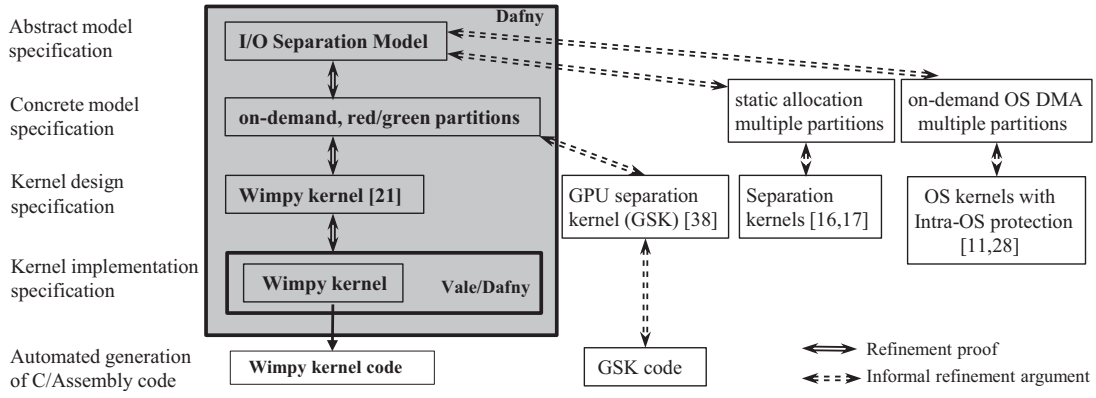 Dafny
Abstract model
specification
I/O Separation Model
Concrete model
specification
on-demand, red/green partitions
static allocation
multiple partitions
on-demand OS DMA
multiple partitions
Kernel design
specification
Wimpy kernel [21]
GPU separation
kernel (GSK) [38]
Separation
kernels [16,17]
OS kernels with
Intra-OS protection
[11,28]
Kernel implementation
specification
Wimpy kernel
Vale/Dafny
Automated generation
of C/Assembly code
Wimpy kernel code
GSK code
Refinement proof
Informal refinement argument